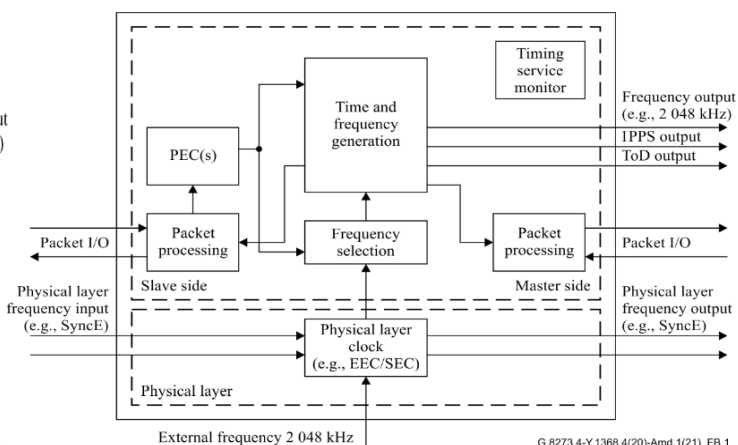 Timing
service
monitor
Time and
frequency
generation
Frequency output
(e.g., 2 048 kHz)
1PPS output
ToD output
PEC(s)
Packet
processing
Frequency
selection
Packet
processing
Packet I/O
Packet I/O
Slave side
Master side
Physical layer
frequency input
(e.g., SyncE)
Physical layer
clock
(e.g., EEC/SEC)
Physical layer
frequency output
(e.g., SyncE)
Physical layer
External frequency 2 048 kHz
G.8273.4-Y.1368.4(20)-Amd.1(21)_FB.1